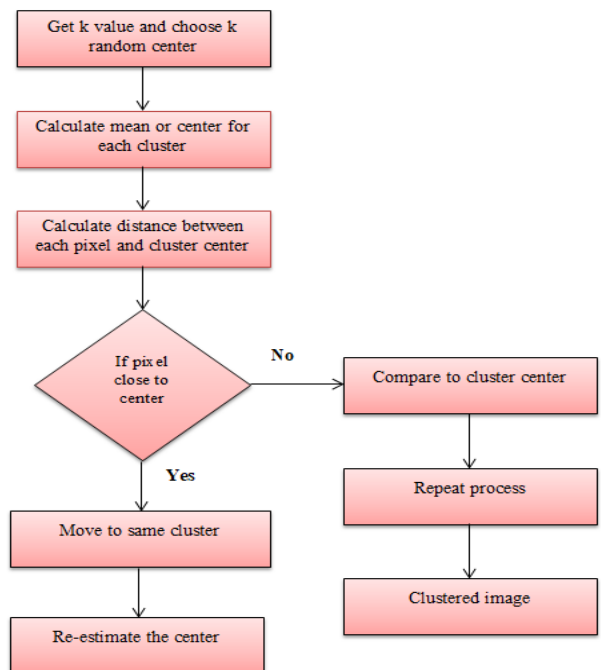 Get k value and choose k
random center
Calculate mean or center for
each cluster
Calculate distance between
each pixel and cluster center
If pixel
close to
center
No
Compare to cluster center
Yes
Repeat process
Move to same cluster
Clustered image
Re-estimate the center